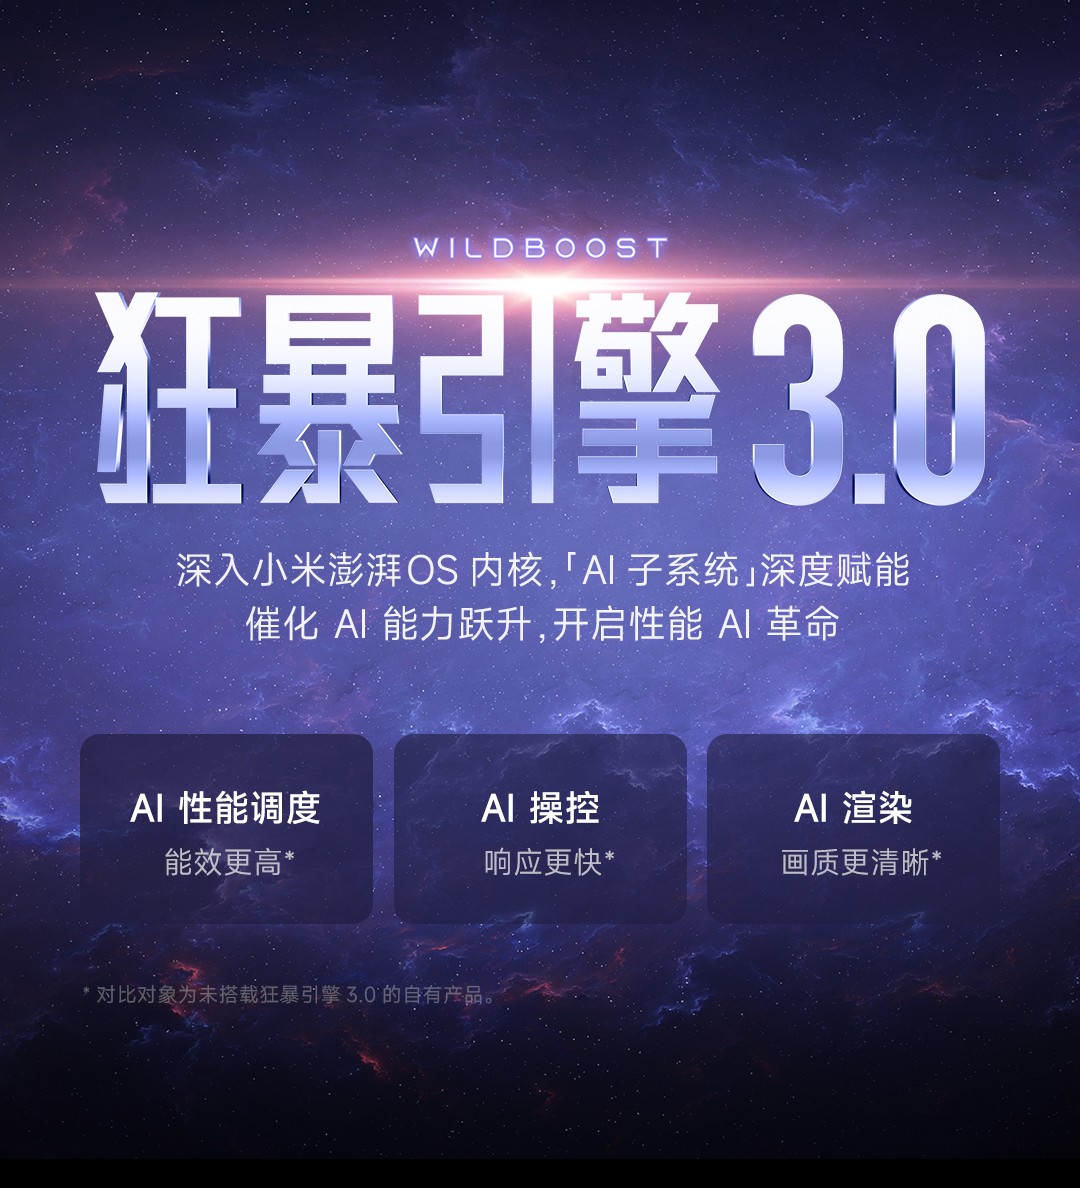 WILDBOOST
狂暴引擎 3.0
深入小米澎湃OS 内核,「AI 子系统」深度赋能
催化 AI 能力跃升,开启性能 AI 革命
AI 性能调度
能效更高*
AI 操控
响应更快*
AI 渲染
画质更清晰*
* 对比对象为未搭载狂暴引擎 3.0 的自有产品。